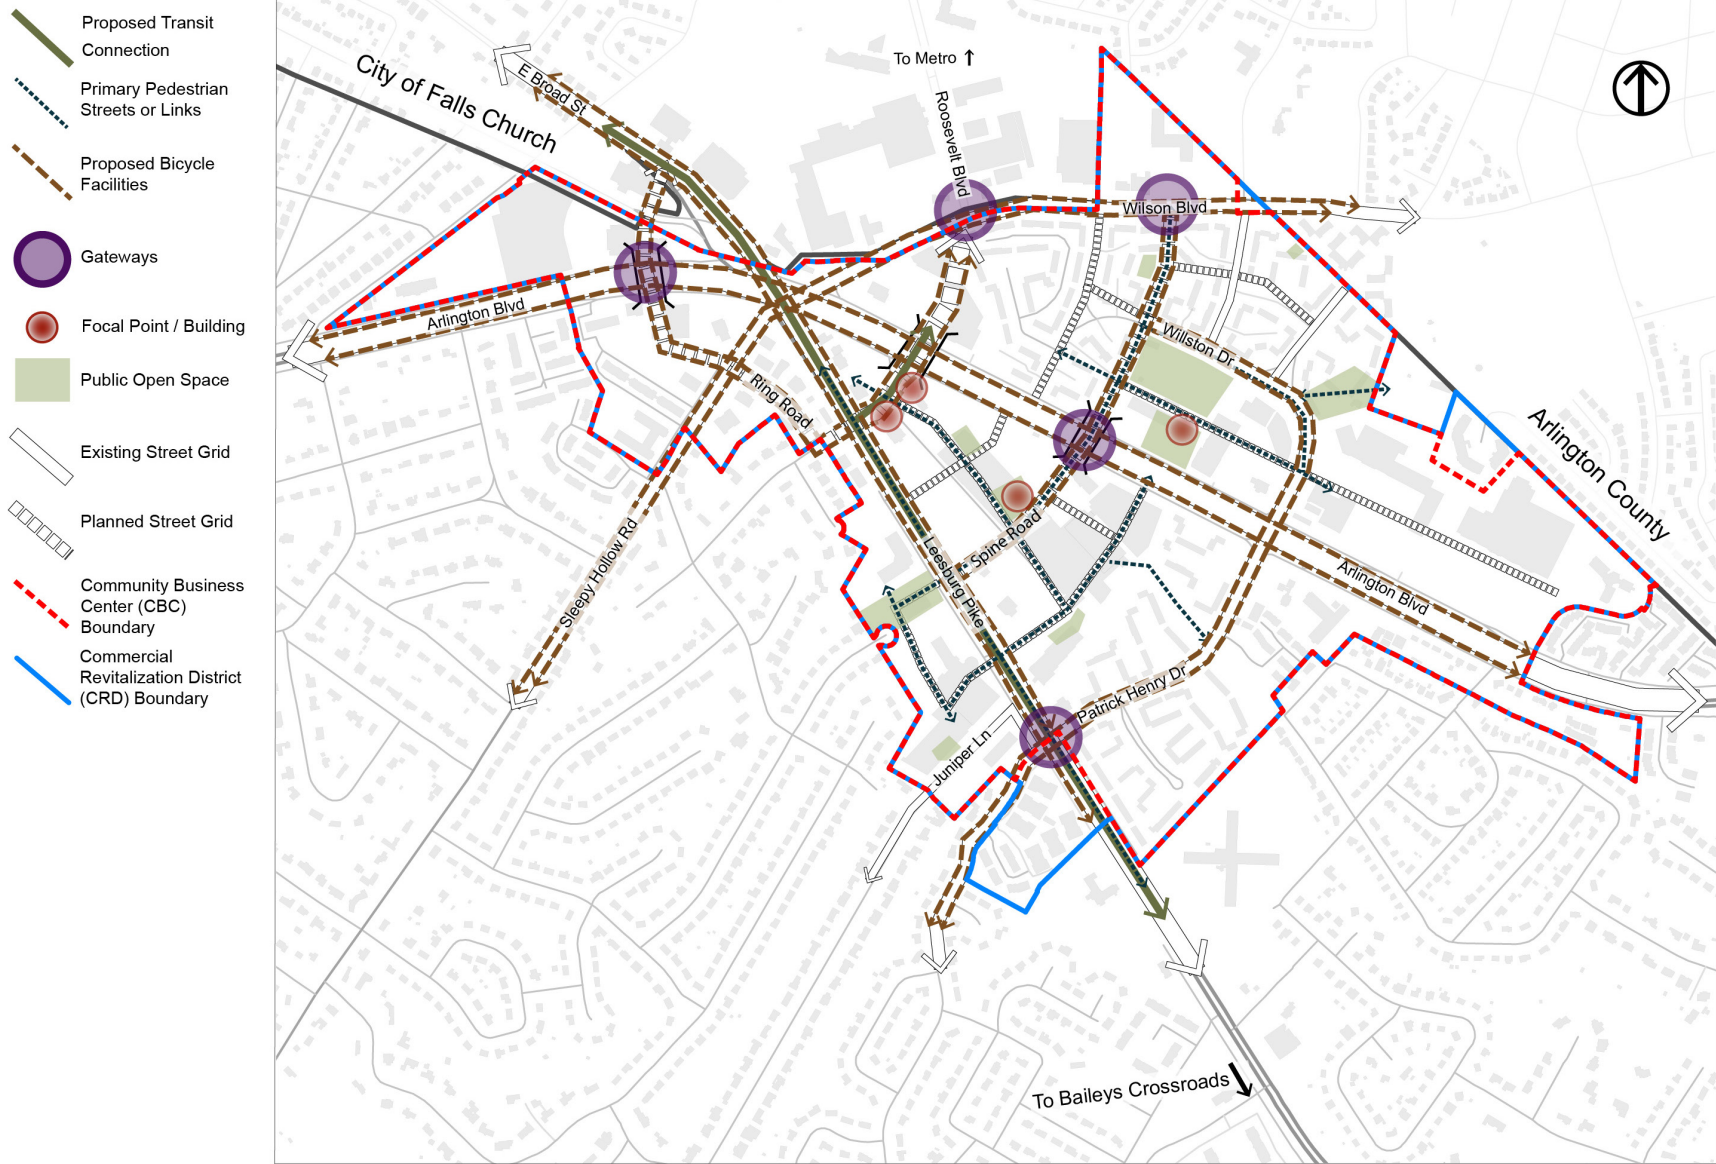 Proposed Transit
Connection
Primary Pedestrian
Streets or Links
Proposed Bicycle
Facilities
Gateways
Focal Point / Building
Public Open Space
Existing Street Grid
Planned Street Grid
Community Business
Center (CBC)
Boundary
Commercial
Revitalization District
(CRD) Boundary
City of Falls Church
E Broad St
To Metro ↑
Roosevelt Blvd
Wilson Blvd
Arlington Blvd
Willston Dr
Ring Road
Arlington County
Sleepy Hollow Rd
Spine Road
Leesburg Pike
Arlington Blvd
Patrick Henry Dr
Juniper Ln
To Baileys Crossroads